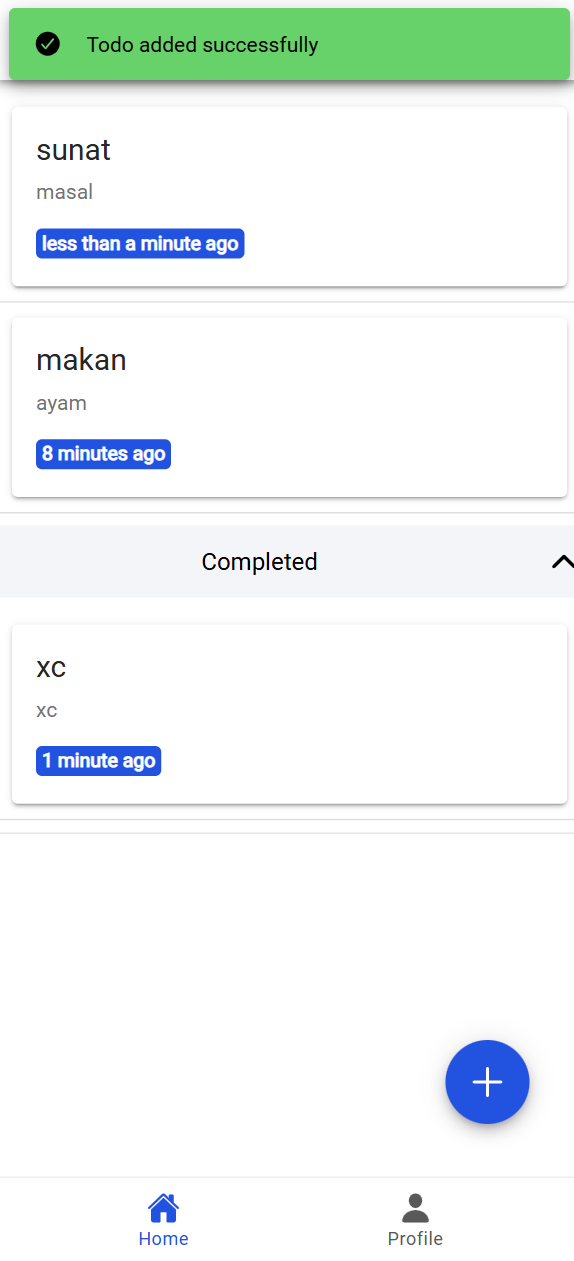 Todo added successfully
sunat
masal
less than a minute ago
makan
ayam
8 minutes ago
Completed
xc
xc
1 minute ago
Home
Profile